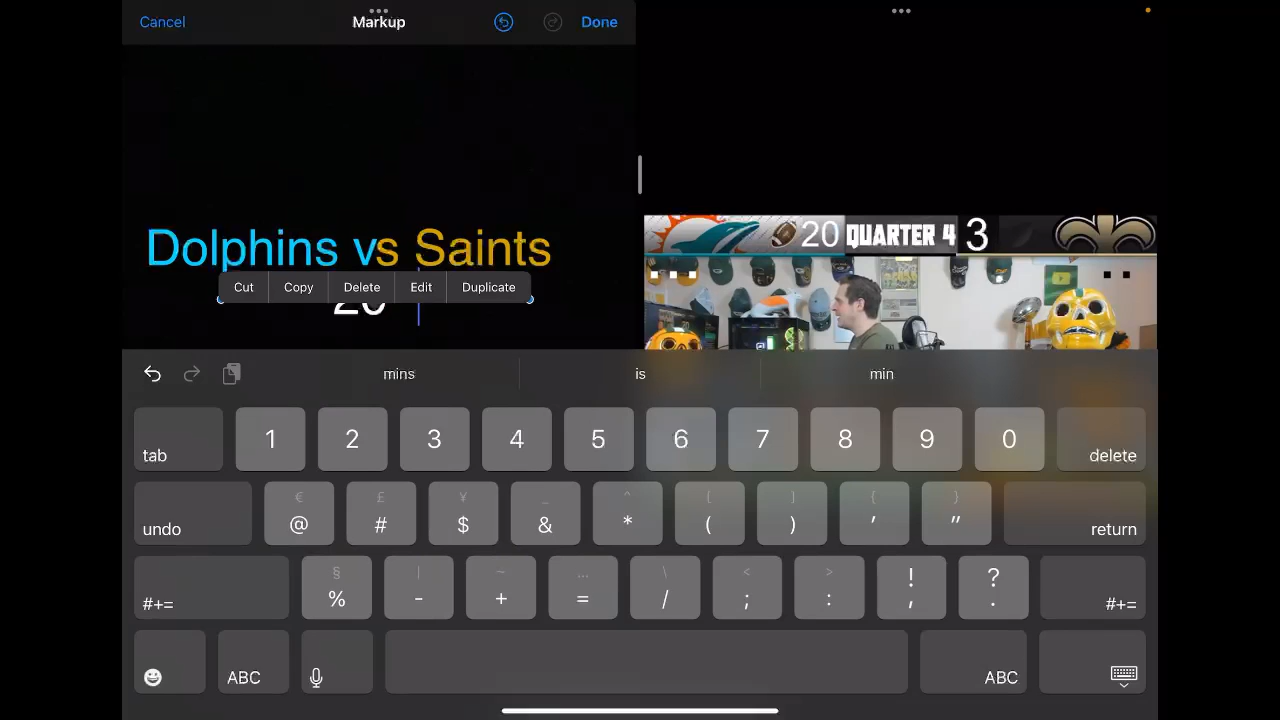 Cancel
Markup
Done
Dolphins vs Saints
Cut Copy Delete Edit Duplicate
20
20 QUARTER 4 3
mins is min
tab 1 2 3 4 5 6 7 8 9 0 delete
€ £ ¥ _ ^ [ ] { }
undo @ # $ & * ( ) ' " return
§ | ~ … \ < > ! ?
#+= % - + = / ; : , . #+=
ABC ABC